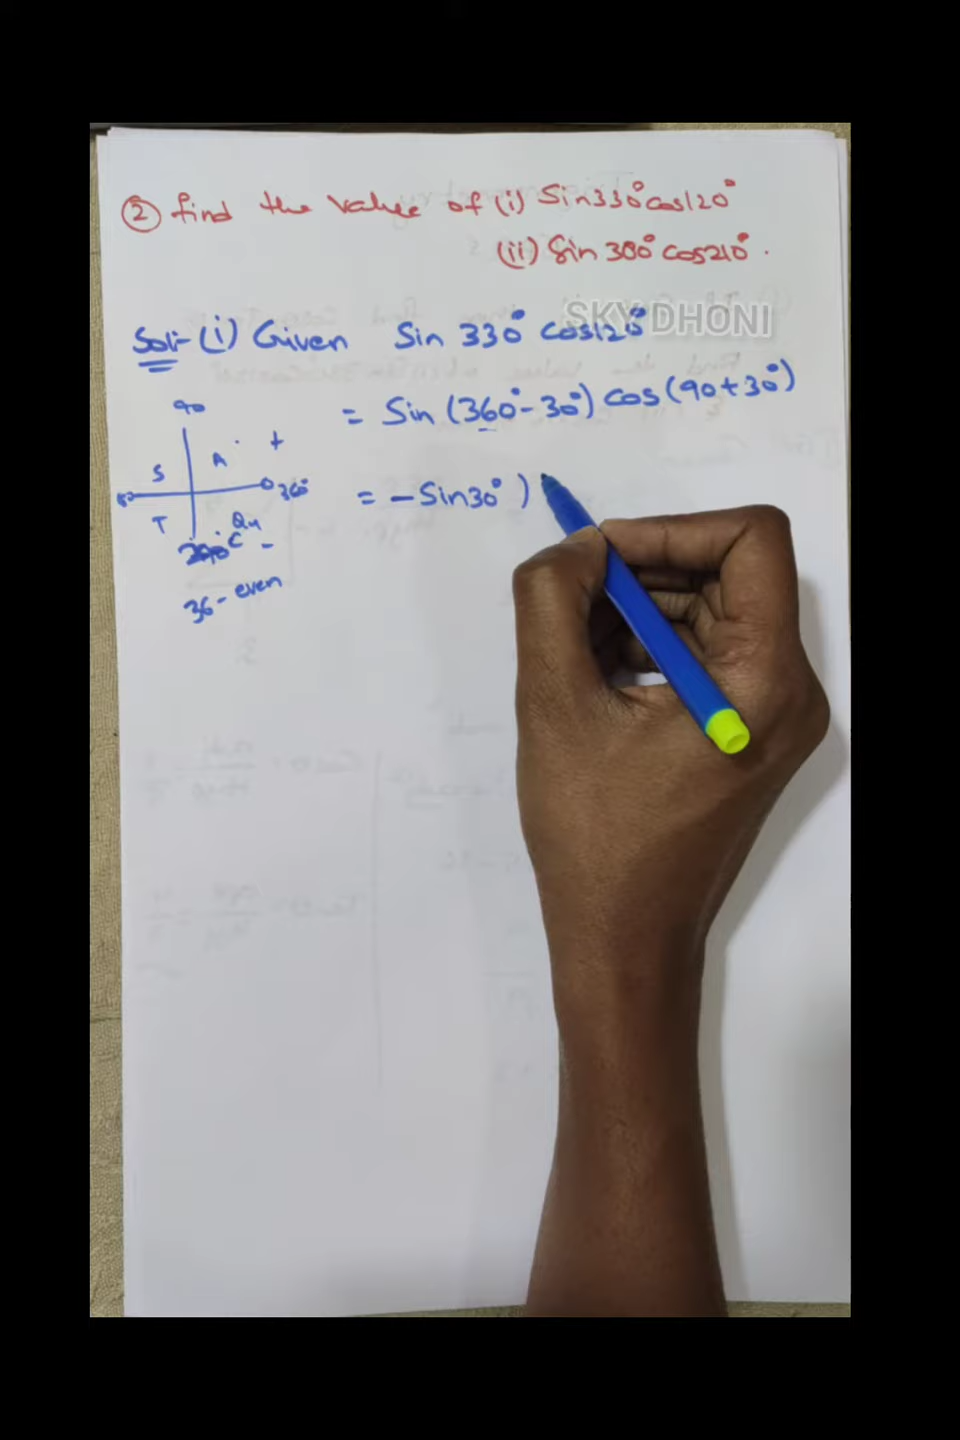 ② find the value of (i) Sin330° cos120°
(ii) Sin 300° cos210°.
SKY DHONI
Sol:- (i) Given Sin 330° cos120°
= Sin (360° - 30°) cos (90 + 30°)
= - Sin30° )
90
S A +
360°
T Q4
C -
36 - even